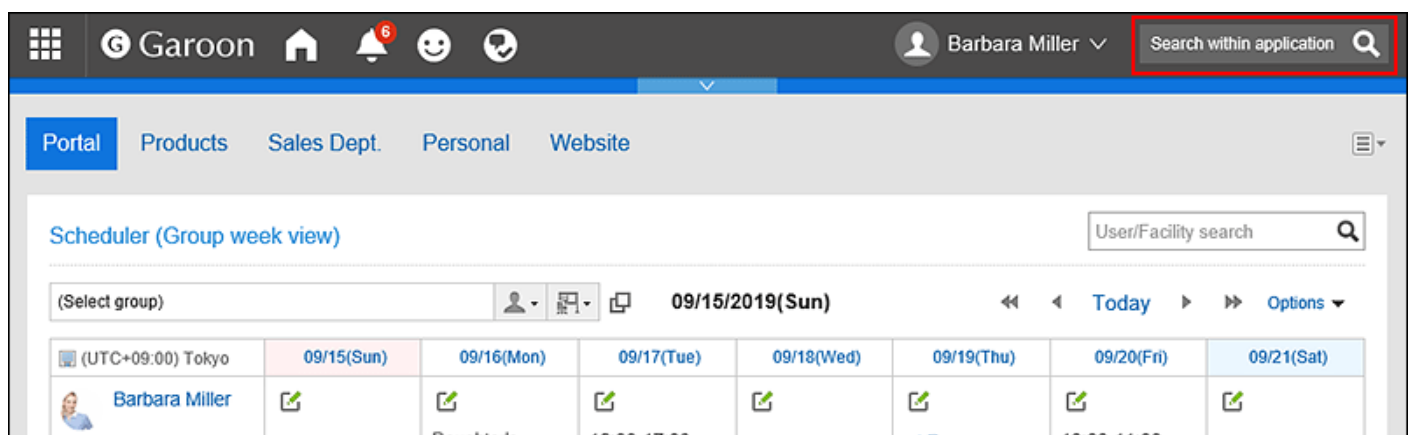 G Garoon 6 Barbara Miller Search within application
Portal Products Sales Dept. Personal Website
Scheduler (Group week view) User/Facility search
(Select group) 09/15/2019(Sun) Today Options
(UTC+09:00) Tokyo 09/15(Sun) 09/16(Mon) 09/17(Tue) 09/18(Wed) 09/19(Thu) 09/20(Fri) 09/21(Sat)
Barbara Miller